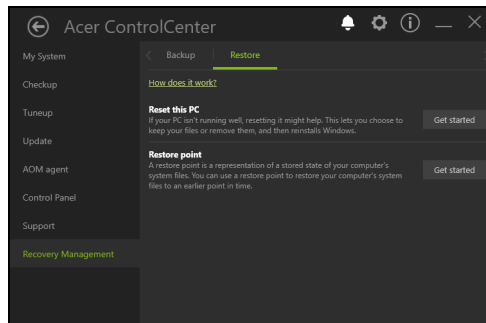 Acer ControlCenter
My System
Checkup
Tuneup
Update
AOM agent
Control Panel
Support
Recovery Management
Backup
Restore
How does it work?
Reset this PC
If your PC isn't running well, resetting it might help. This lets you choose to
keep your files or remove them, and then reinstalls Windows.
Get started
Restore point
A restore point is a representation of a stored state of your computer's
system files. You can use a restore point to restore your computer's system
files to an earlier point in time.
Get started